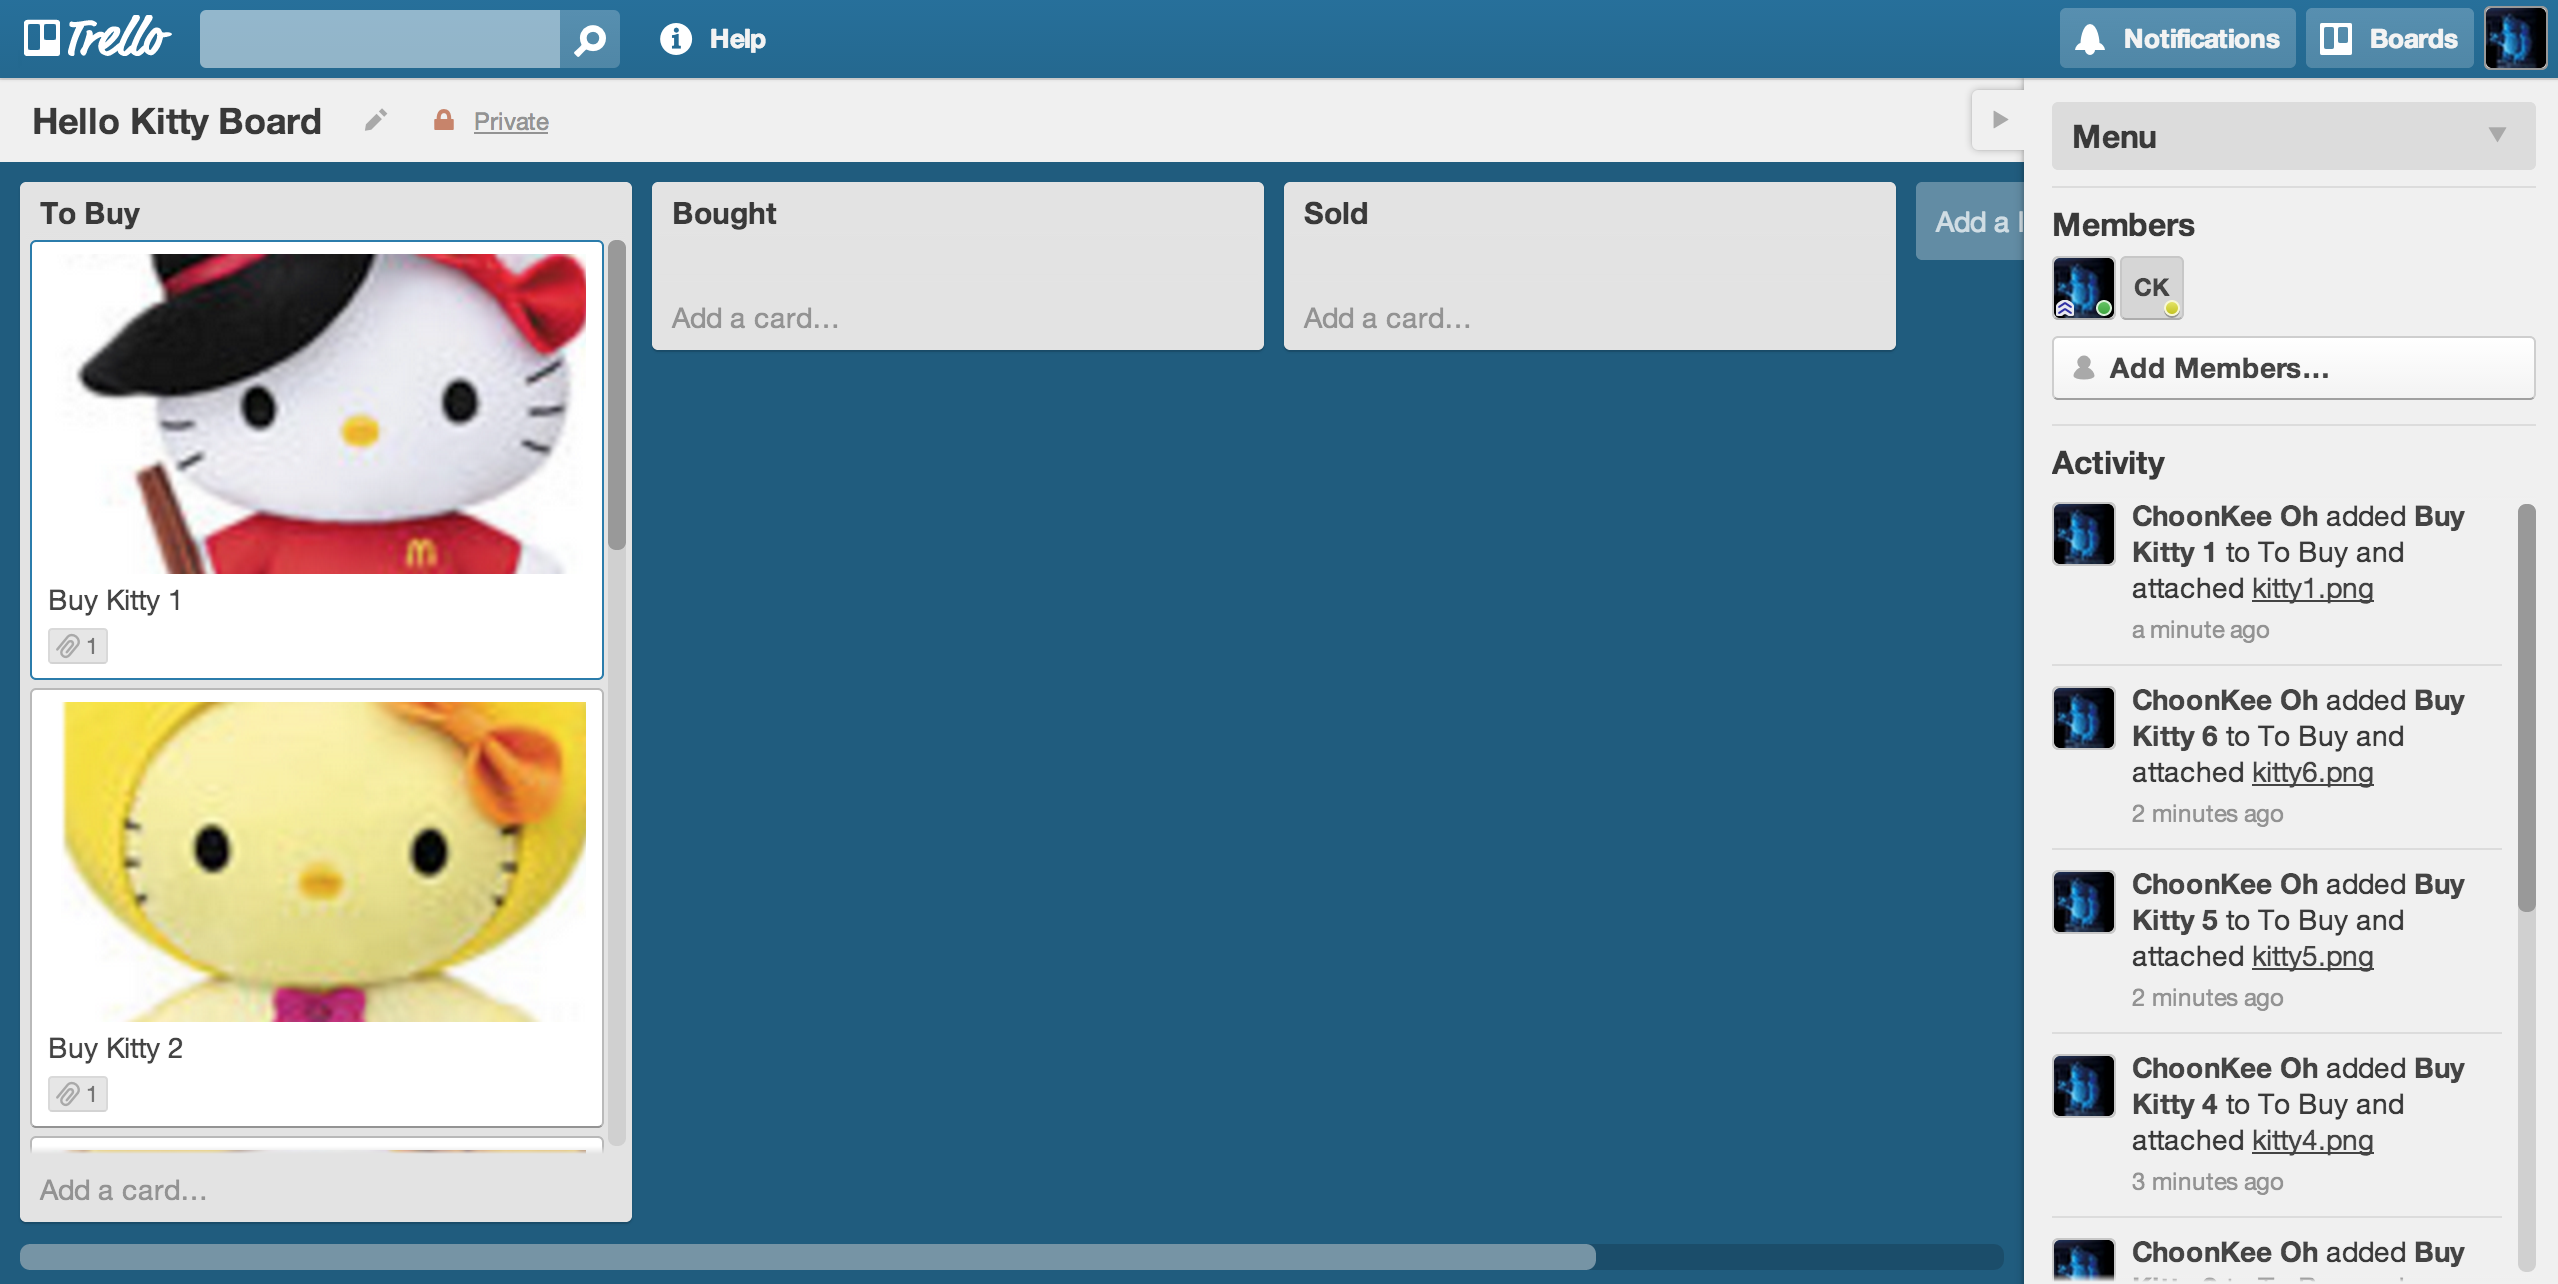 Trello
Help
Notifications
Boards
Hello Kitty Board
Private
To Buy
Buy Kitty 1
1
Buy Kitty 2
1
Add a card...
Bought
Add a card...
Sold
Add a card...
Add a
Menu
Members
CK
Add Members...
Activity
ChoonKee Oh added Buy
Kitty 1 to To Buy and
attached kitty1.png
a minute ago
ChoonKee Oh added Buy
Kitty 6 to To Buy and
attached kitty6.png
2 minutes ago
ChoonKee Oh added Buy
Kitty 5 to To Buy and
attached kitty5.png
2 minutes ago
ChoonKee Oh added Buy
Kitty 4 to To Buy and
attached kitty4.png
3 minutes ago
ChoonKee Oh added Buy